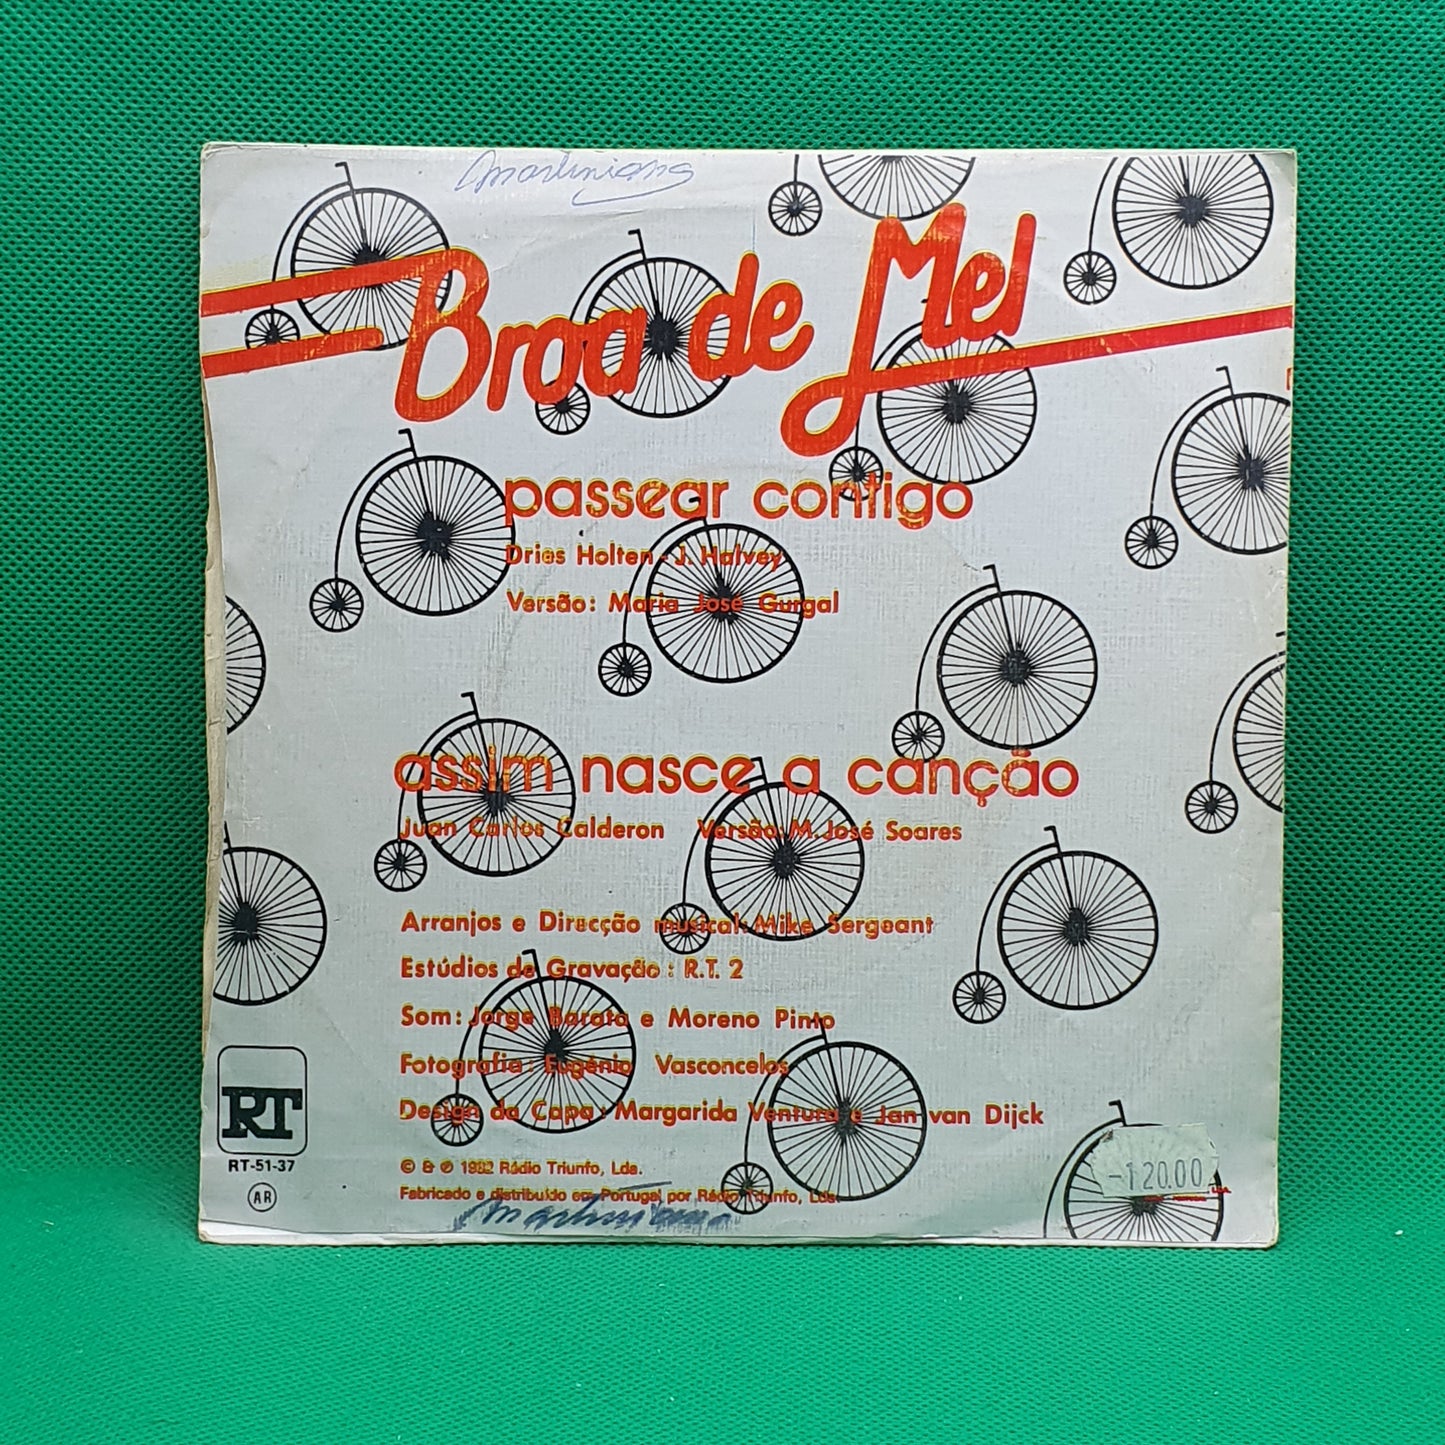 Martiniana
Broa de Mel
passear contigo
Dries Holten - J. Halvey
Versão: Maria José Gurgal
assim nasce a canção
Juan Carlos Calderon Versão: M. José Soares
Arranjos e Direcção musical: Mike Sergeant
Estúdios de Gravação: R.T. 2
Som: Jorge Barata e Moreno Pinto
Fotografia: Eugénio Vasconcelos
Design da Capa: Margarida Ventura e Jan van Dijck
© & ℗ 1982 Rádio Triunfo, Lda.
Fabricado e distribuído em Portugal por Rádio Triunfo, Lda.
RT
RT-51-37
AR
-120.00
Martiniana